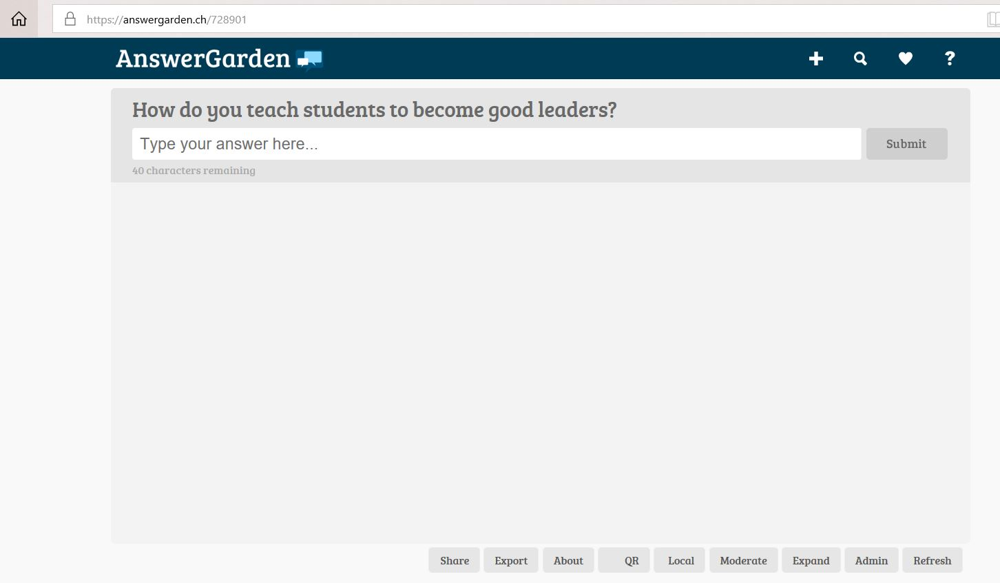 https://answergarden.ch/728901
AnswerGarden
?
How do you teach students to become good leaders?
Type your answer here...
Submit
40 characters remaining
Share Export About QR Local Moderate Expand Admin Refresh